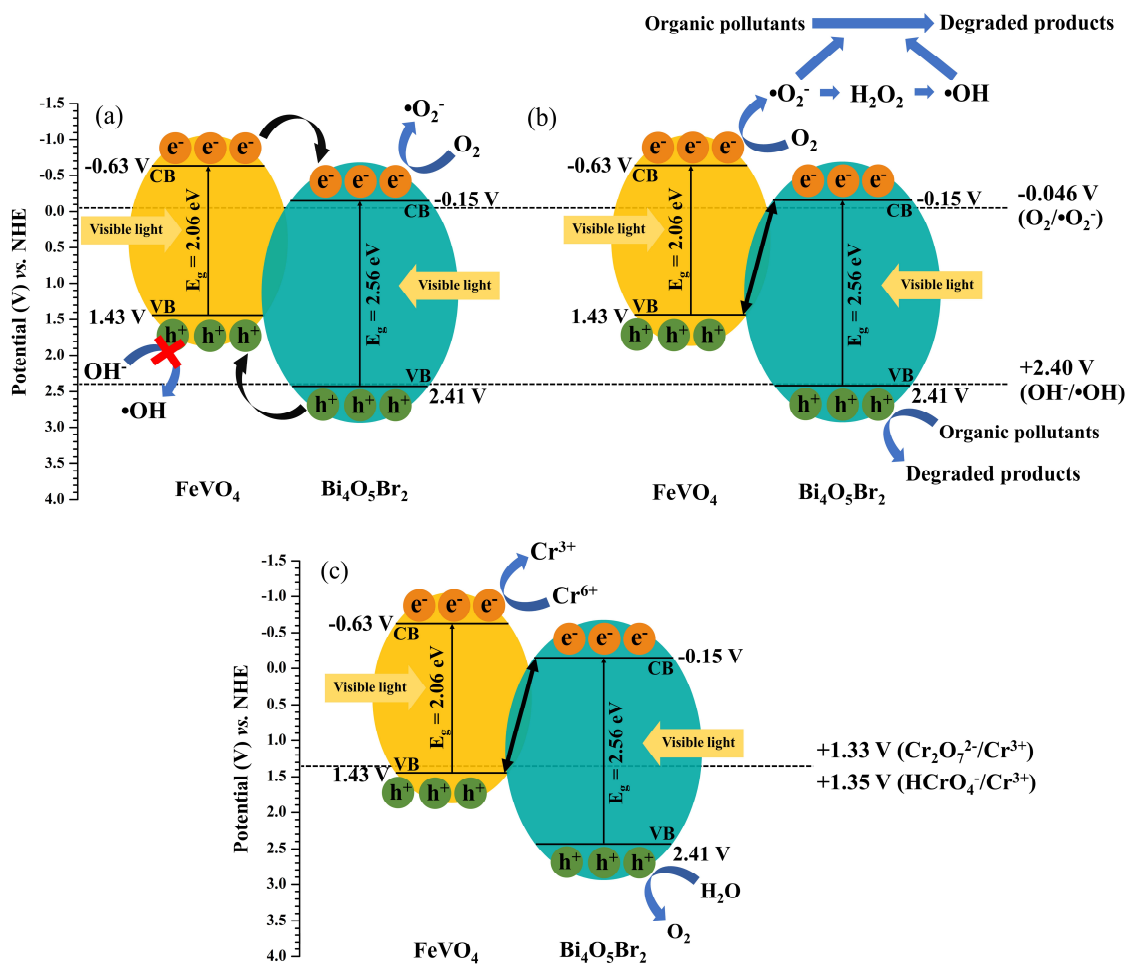 Organic pollutants
Degraded products
•O₂⁻
H₂O₂
•OH
Potential (V) vs. NHE
-1.5
-1.0
-0.5
0.0
0.5
1.0
1.5
2.0
2.5
3.0
3.5
4.0
(a)
e⁻ e⁻ e⁻
-0.63 V
CB
Visible light
E_g = 2.06 eV
VB
1.43 V
h⁺ h⁺ h⁺
OH⁻
•OH
FeVO₄
•O₂⁻
O₂
e⁻ e⁻ e⁻
-0.15 V
CB
E_g = 2.56 eV
Visible light
VB
2.41 V
h⁺ h⁺ h⁺
Bi₄O₅Br₂
(b)
O₂
e⁻ e⁻ e⁻
-0.63 V
CB
Visible light
E_g = 2.06 eV
VB
1.43 V
h⁺ h⁺ h⁺
FeVO₄
e⁻ e⁻ e⁻
-0.15 V
CB
E_g = 2.56 eV
Visible light
VB
2.41 V
h⁺ h⁺ h⁺
Organic pollutants
Degraded products
Bi₄O₅Br₂
-0.046 V
(O₂/•O₂⁻)
+2.40 V
(OH⁻/•OH)
Potential (V) vs. NHE
-1.5
-1.0
-0.5
0.0
0.5
1.0
1.5
2.0
2.5
3.0
3.5
4.0
(c)
Cr³⁺
Cr⁶⁺
e⁻ e⁻ e⁻
-0.63 V
CB
Visible light
E_g = 2.06 eV
VB
1.43 V
h⁺ h⁺ h⁺
FeVO₄
e⁻ e⁻ e⁻
-0.15 V
CB
E_g = 2.56 eV
Visible light
VB
2.41 V
h⁺ h⁺ h⁺
H₂O
O₂
Bi₄O₅Br₂
+1.33 V (Cr₂O₇²⁻/Cr³⁺)
+1.35 V (HCrO₄⁻/Cr³⁺)